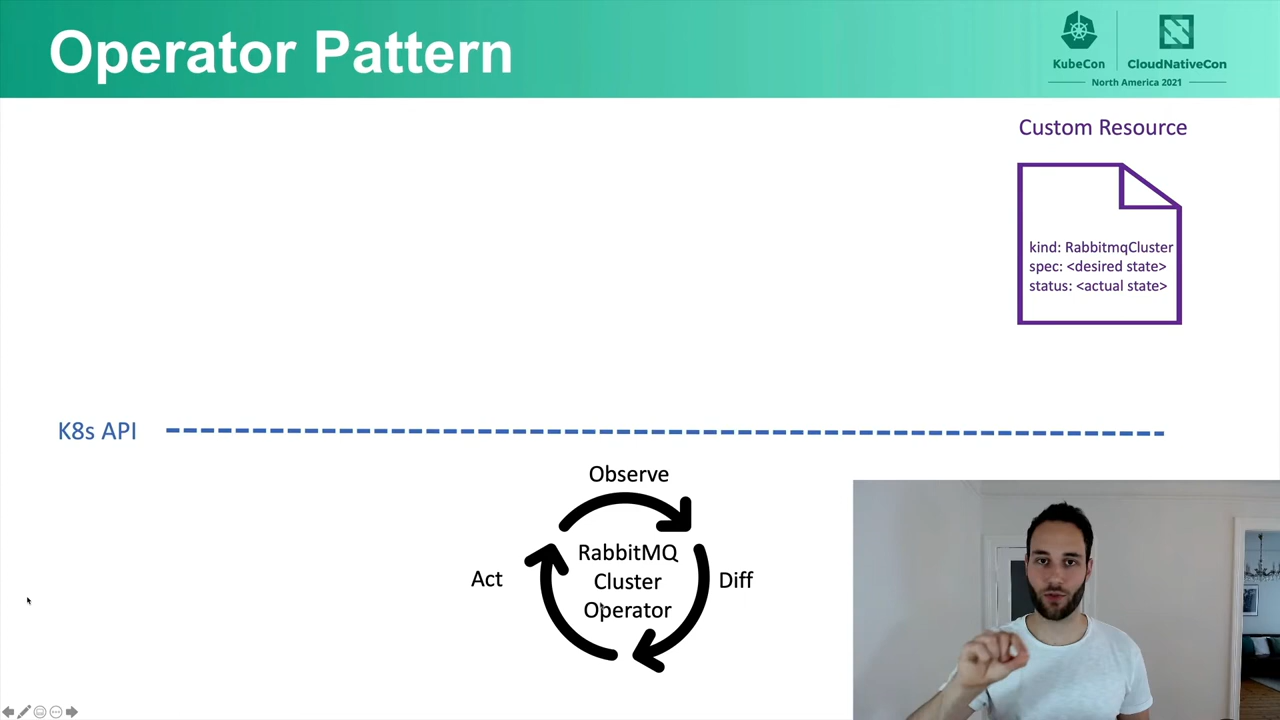 Operator Pattern
KubeCon
CloudNativeCon
North America 2021
Custom Resource
kind: RabbitmqCluster
spec: <desired state>
status: <actual state>
K8s API
Observe
RabbitMQ
Cluster
Operator
Act
Diff